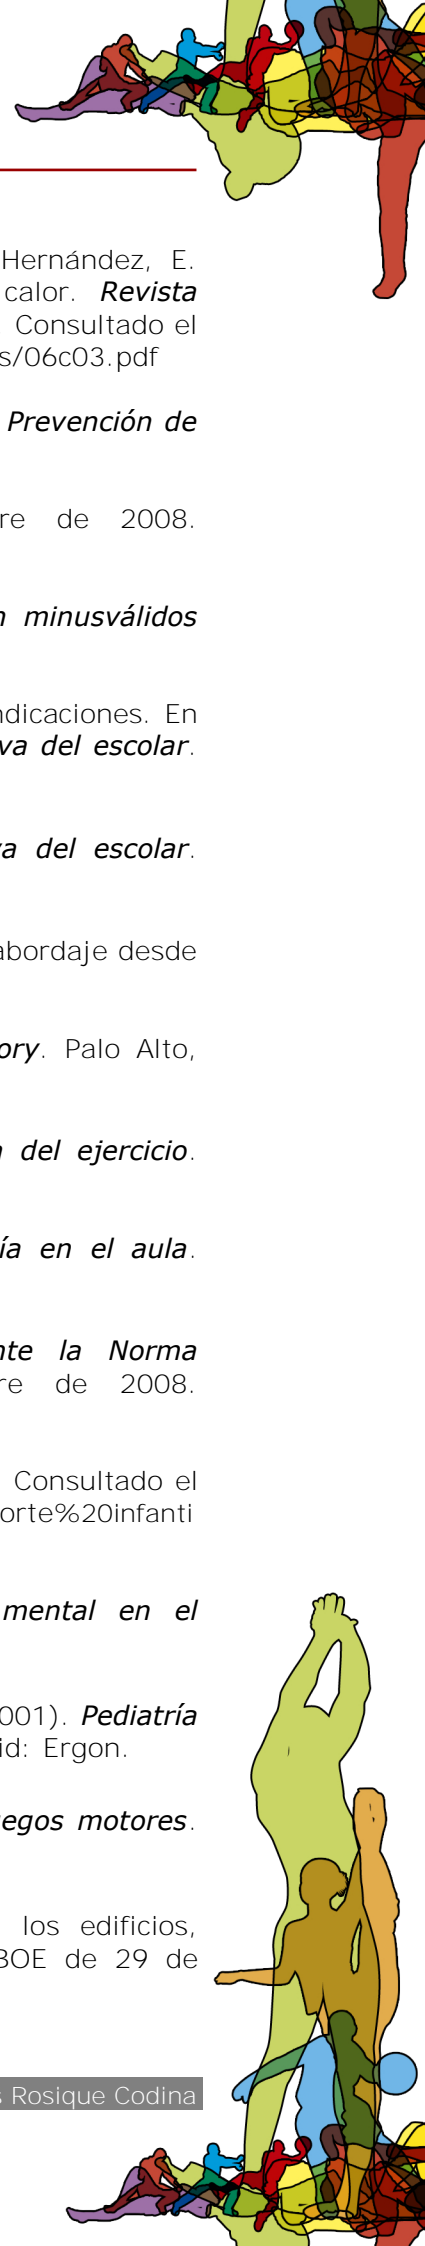 Hernández, E.
calor. Revista
Consultado el
s/06c03.pdf
Prevención de
re de 2008.
n minusválidos
ndicaciones. En
va del escolar.
va del escolar.
abordaje desde
ory. Palo Alto,
a del ejercicio.
ía en el aula.
nte la Norma
re de 2008.
Consultado el
orte%20infanti
mental en el
001). Pediatría
id: Ergon.
uegos motores.
los edificios,
BOE de 29 de
s Rosique Codina